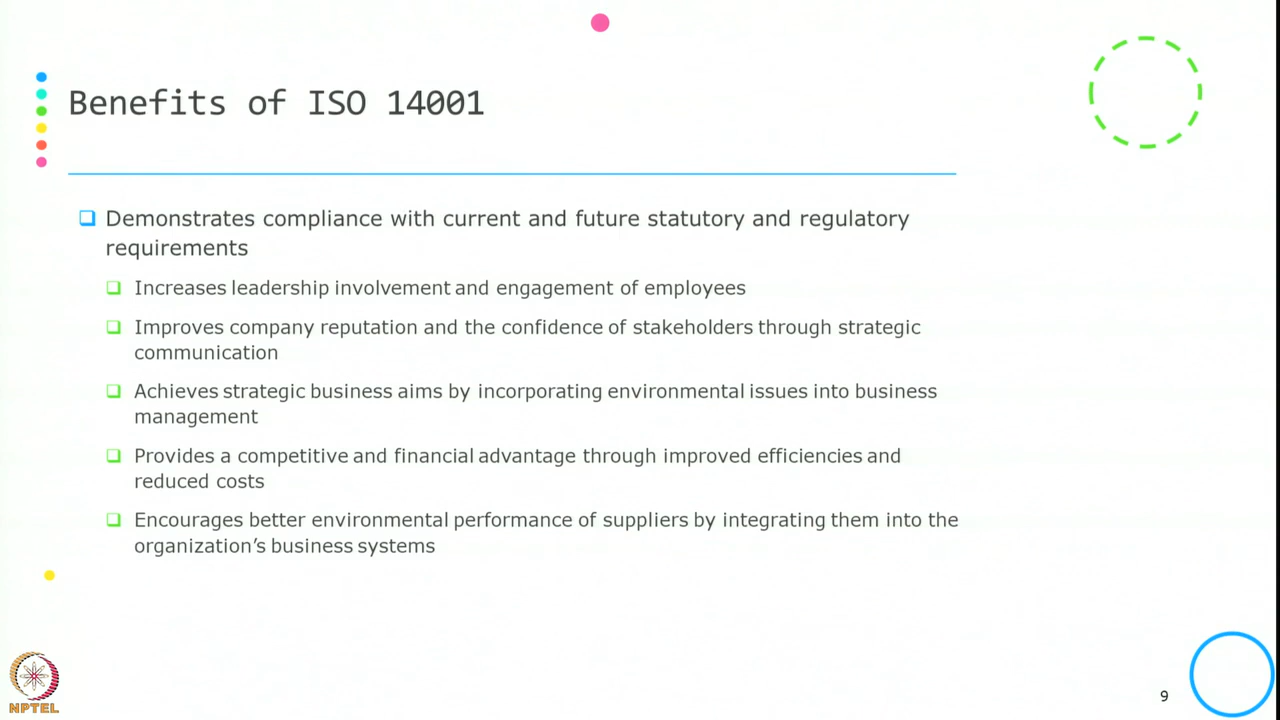 Benefits of ISO 14001
Demonstrates compliance with current and future statutory and regulatory
requirements
Increases leadership involvement and engagement of employees
Improves company reputation and the confidence of stakeholders through strategic
communication
Achieves strategic business aims by incorporating environmental issues into business
management
Provides a competitive and financial advantage through improved efficiencies and
reduced costs
Encourages better environmental performance of suppliers by integrating them into the
organization’s business systems
NPTEL
9